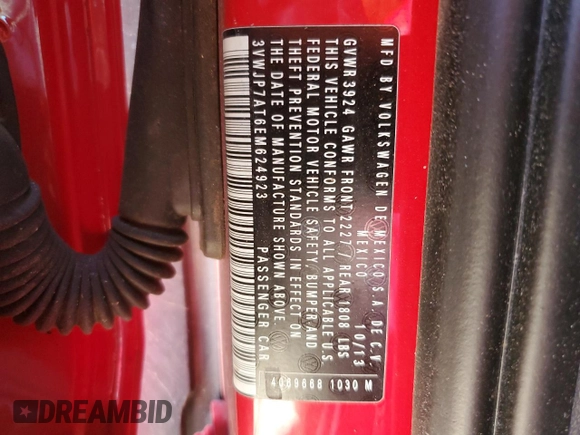 MFD BY VOLKSWAGEN DE MEXICO S.A. DE C.V.
MEXICO 10/13
GVWR 3924 GAWR FRONT 2227 / REAR 1808 LBS
THIS VEHICLE CONFORMS TO ALL APPLICABLE U.S.
FEDERAL MOTOR VEHICLE SAFETY, BUMPER AND
THEFT PREVENTION STANDARDS IN EFFECT ON
THE DATE OF MANUFACTURE SHOWN ABOVE.
3VWJP7AT6EM624923 PASSENGER CAR
4069668 1030 M
DREAMBID